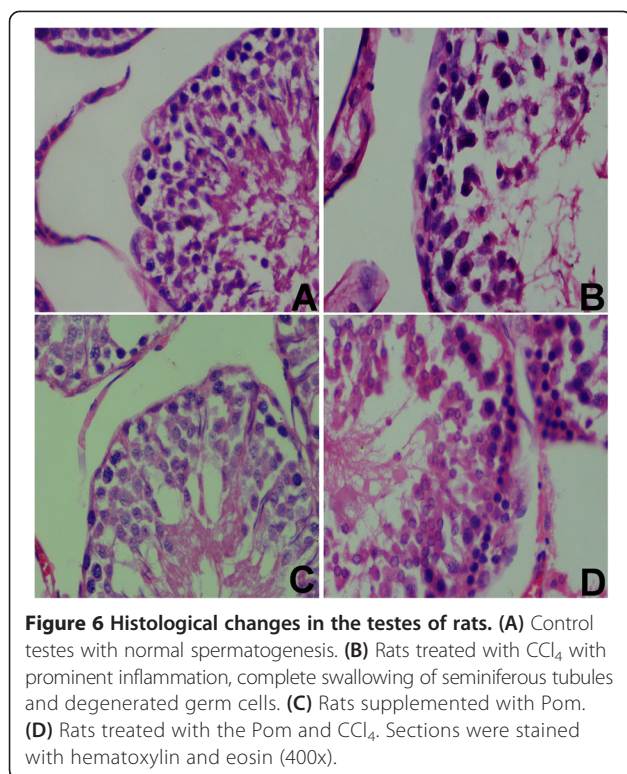 A
B
C
D
Figure 6 Histological changes in the testes of rats. (A) Control
testes with normal spermatogenesis. (B) Rats treated with CCl₄ with
prominent inflammation, complete swallowing of seminiferous tubules
and degenerated germ cells. (C) Rats supplemented with Pom.
(D) Rats treated with the Pom and CCl₄. Sections were stained
with hematoxylin and eosin (400x).